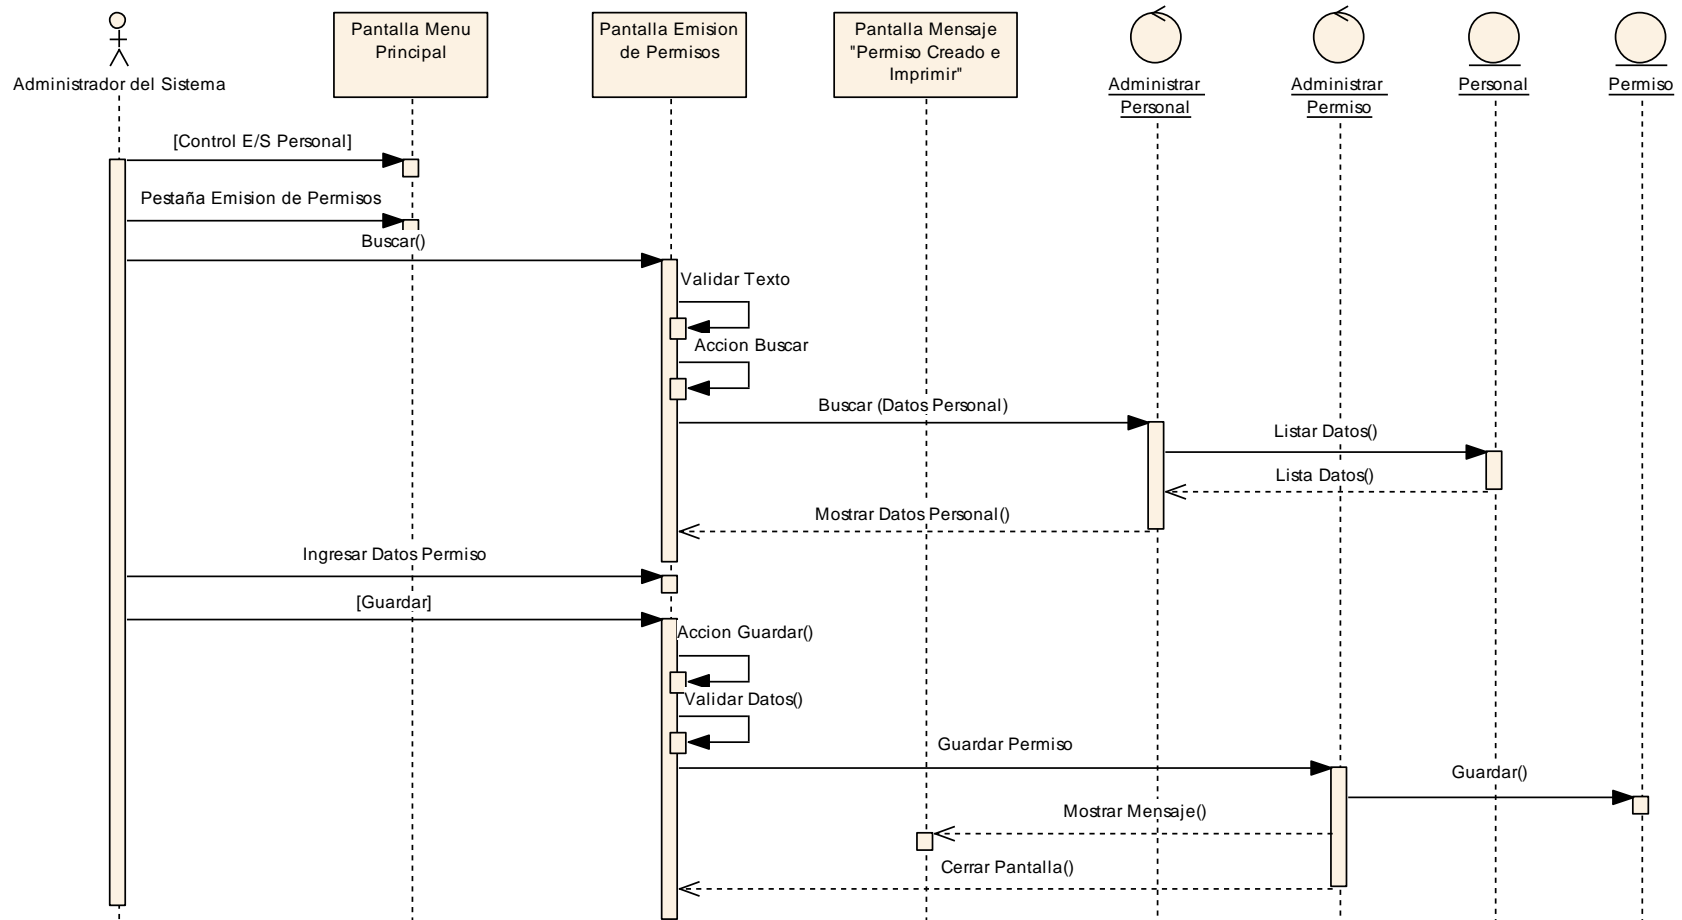 Administrador del Sistema
Pantalla Menu
Principal
Pantalla Emision
de Permisos
Pantalla Mensaje
"Permiso Creado e
Imprimir"
Administrar
Personal
Administrar
Permiso
Personal
Permiso
[Control E/S Personal]
Pestaña Emision de Permisos
Buscar()
Validar Texto
Accion Buscar
Buscar (Datos Personal)
Listar Datos()
Lista Datos()
Mostrar Datos Personal()
Ingresar Datos Permiso
[Guardar]
Accion Guardar()
Validar Datos()
Guardar Permiso
Guardar()
Mostrar Mensaje()
Cerrar Pantalla()